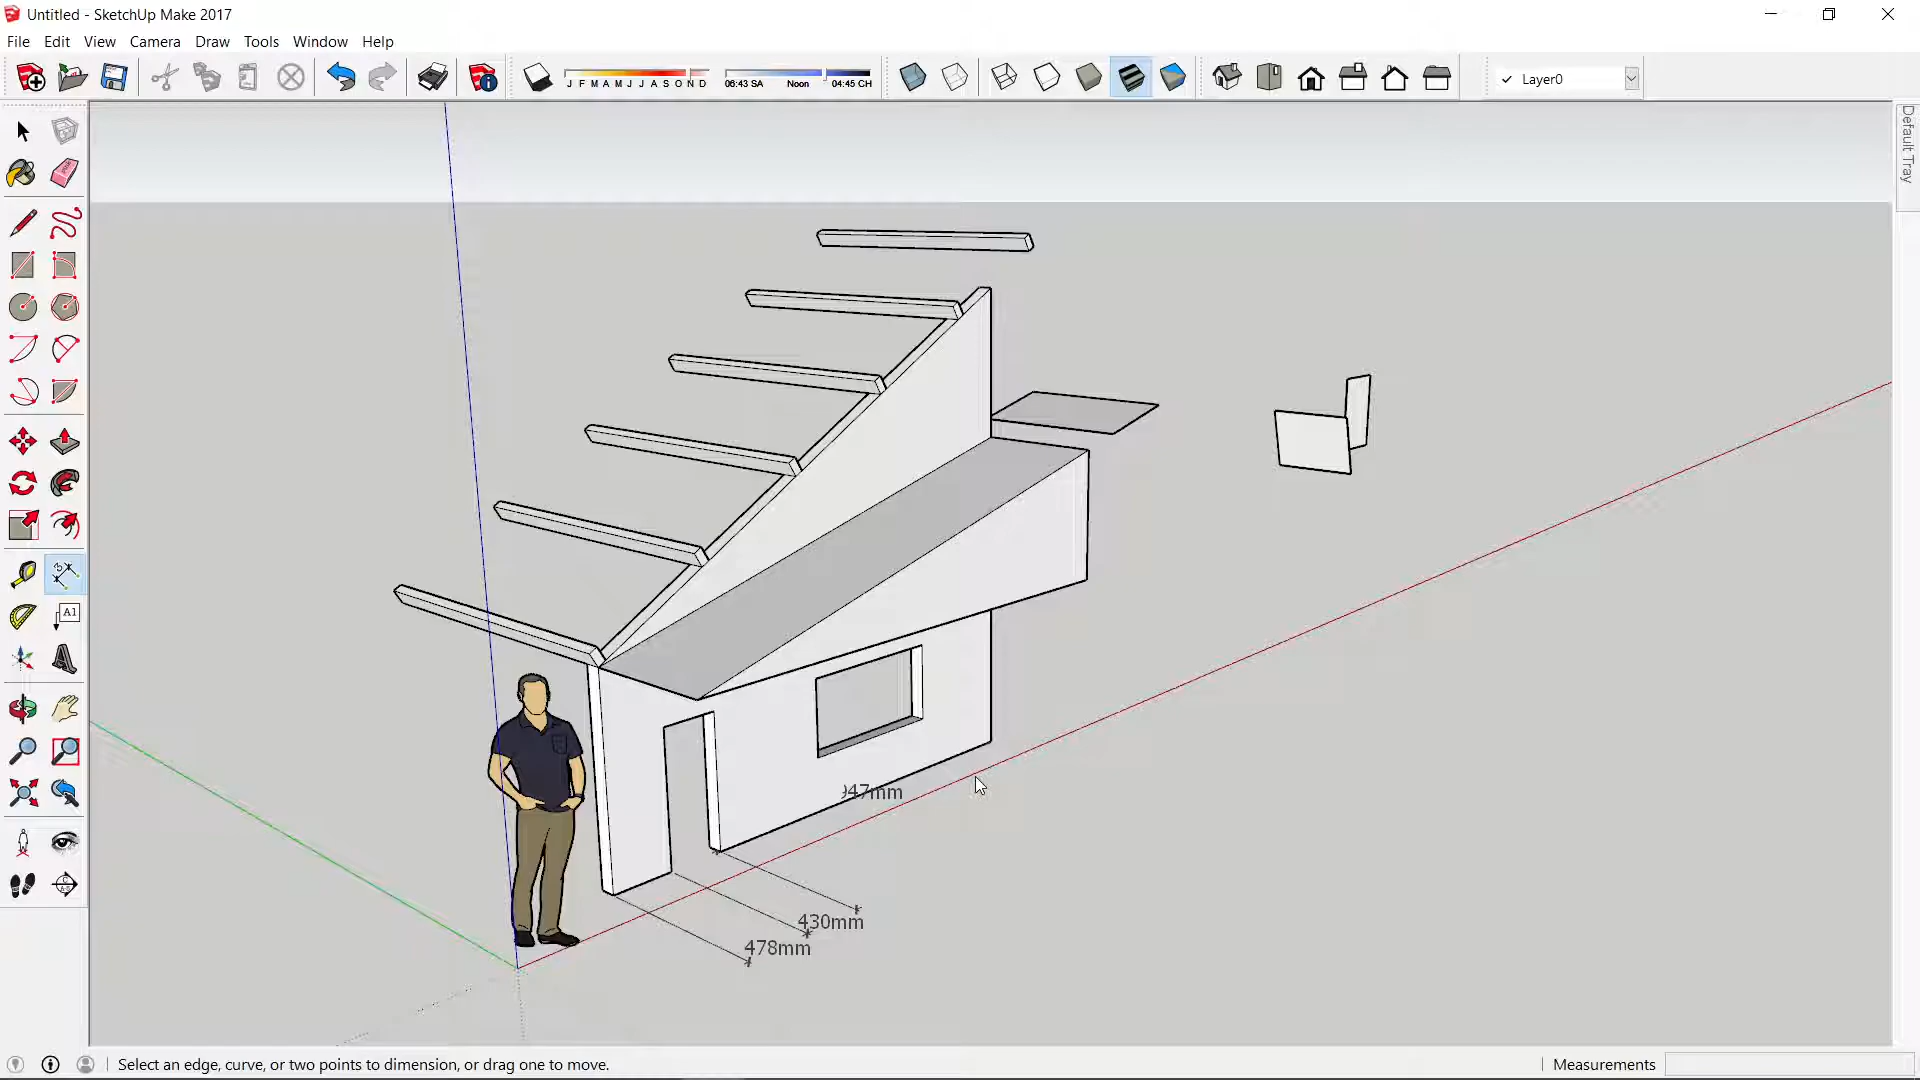 Untitled - SketchUp Make 2017
File Edit View Camera Draw Tools Window Help
J F M A M J J A S O N D
06:43 SA Noon 04:45 CH
Layer0
Default Tray
A1
947mm
430mm
478mm
Select an edge, curve, or two points to dimension, or drag one to move.
Measurements